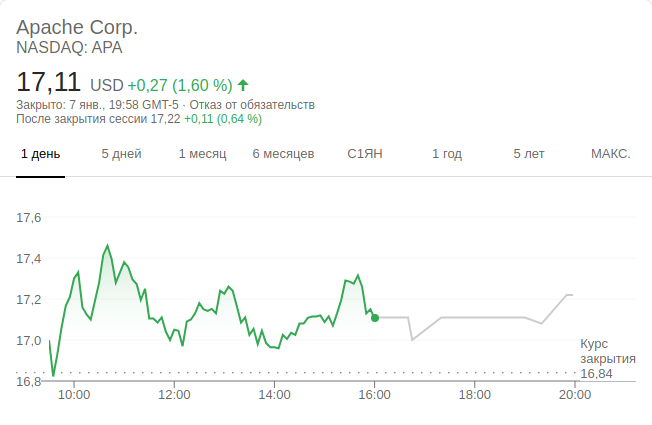 Apache Corp.
NASDAQ: APA
17,11 USD +0,27 (1,60 %)
Закрыто: 7 янв., 19:58 GMT-5 · Отказ от обязательств
После закрытия сессии 17,22 +0,11 (0,64 %)
1 день 5 дней 1 месяц 6 месяцев С1ЯН 1 год 5 лет МАКС.
17,6
17,4
17,2
17,0
Курс
закрытия
16,84
16,8
10:00 12:00 14:00 16:00 18:00 20:00